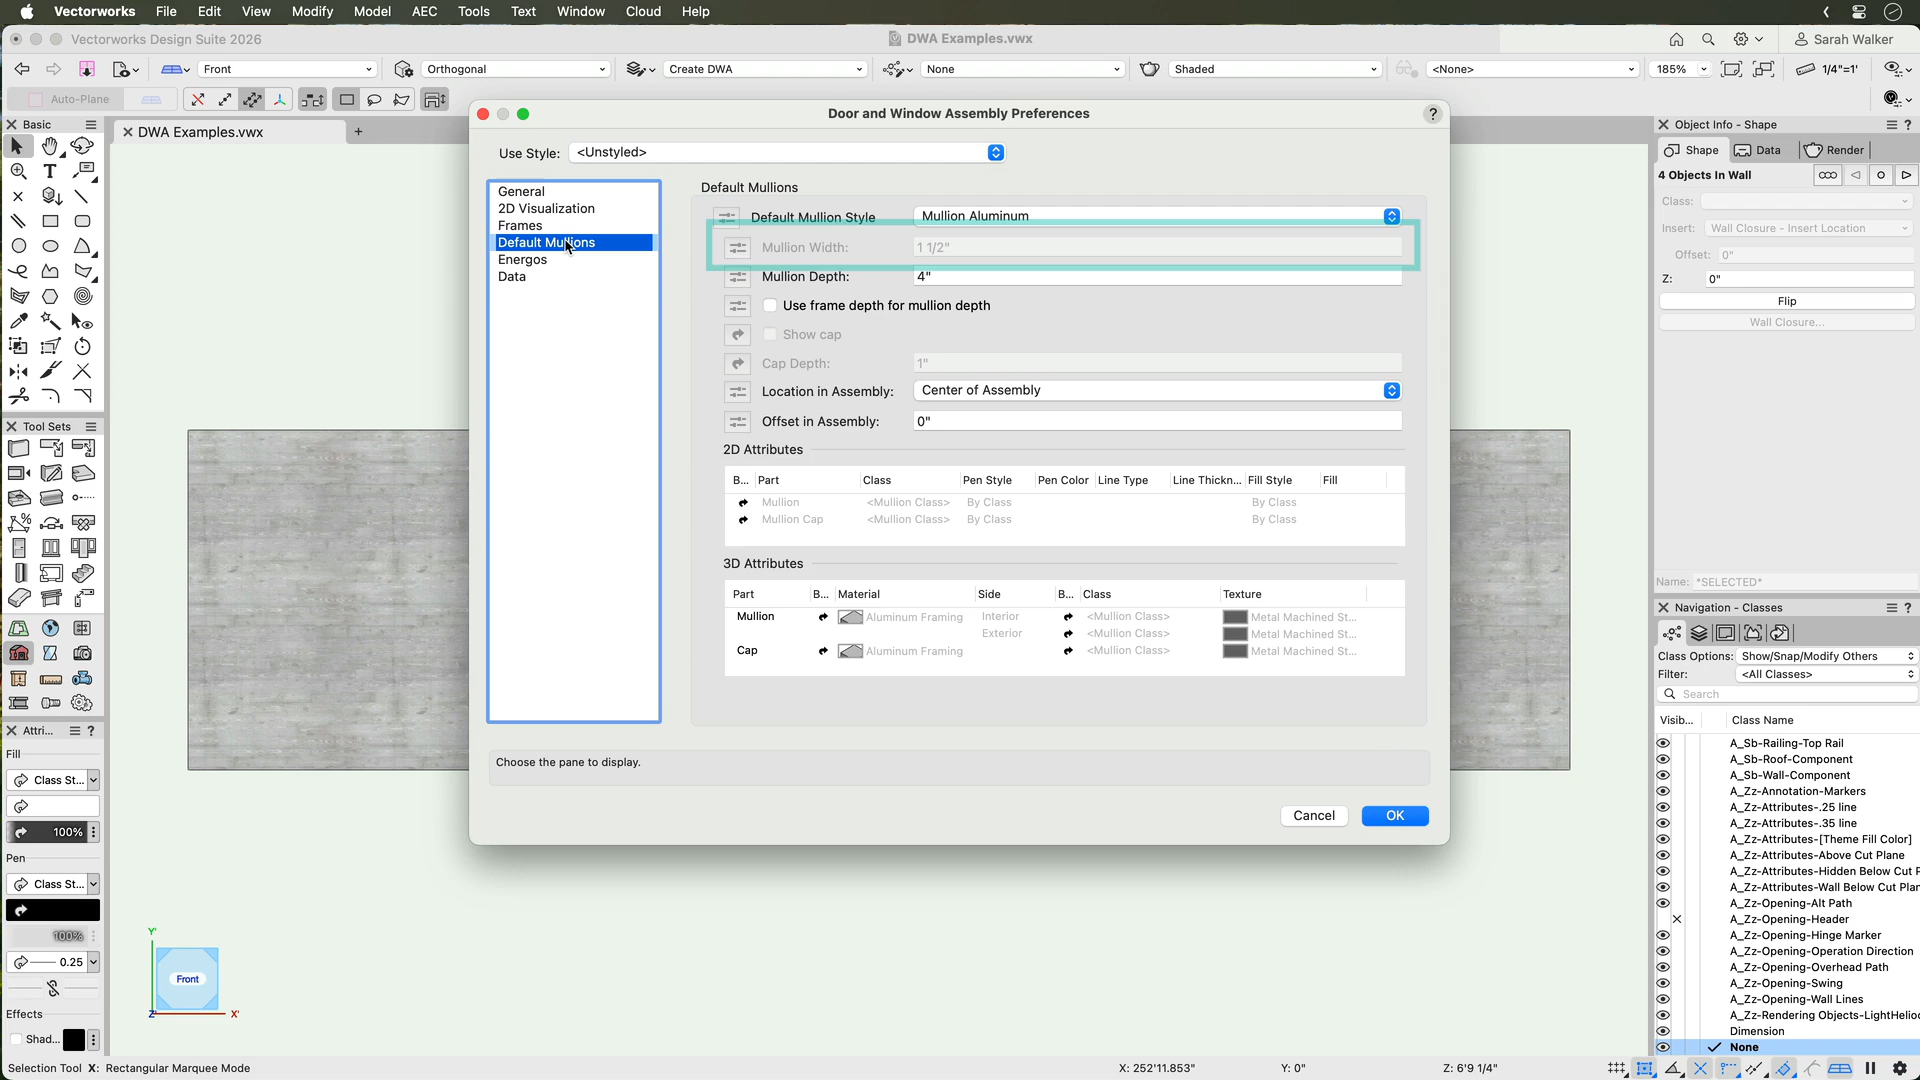 Vectorworks File Edit View Modify Model AEC Tools Text Window Cloud Help
Vectorworks Design Suite 2026
DWA Examples.vwx
Sarah Walker
Front
Orthogonal
Create DWA
None
Shaded
<None>
185%
1/4"=1'
Auto-Plane
Basic
DWA Examples.vwx
Door and Window Assembly Preferences
?
Use Style: <Unstyled>
General
2D Visualization
Frames
Default Mullions
Energos
Data
Default Mullions
Default Mullion Style Mullion Aluminum
Mullion Width: 1 1/2"
Mullion Depth: 4"
Use frame depth for mullion depth
Show cap
Cap Depth: 1"
Location in Assembly: Center of Assembly
Offset in Assembly: 0"
2D Attributes
B... Part Class Pen Style Pen Color Line Type Line Thickn... Fill Style Fill
Mullion <Mullion Class> By Class By Class
Mullion Cap <Mullion Class> By Class By Class
3D Attributes
Part B... Material Side B... Class Texture
Mullion Aluminum Framing Interior <Mullion Class> Metal Machined St...
Exterior <Mullion Class> Metal Machined St...
Cap Aluminum Framing <Mullion Class> Metal Machined St...
Choose the pane to display.
Cancel OK
Tool Sets
Attri... ?
Fill
Class St...
100%
Pen
Class St...
100%
0.25
Effects
Shad...
Y'
Front
Z' X'
Object Info - Shape ?
Shape Data Render
4 Objects In Wall
Class:
Insert: Wall Closure - Insert Location
Offset: 0"
Z: 0"
Flip
Wall Closure...
Name: *SELECTED*
Navigation - Classes ?
Class Options: Show/Snap/Modify Others
Filter: <All Classes>
Search
Visib... Class Name
A_Sb-Railing-Top Rail
A_Sb-Roof-Component
A_Sb-Wall-Component
A_Zz-Annotation-Markers
A_Zz-Attributes-.25 line
A_Zz-Attributes-.35 line
A_Zz-Attributes-[Theme Fill Color]
A_Zz-Attributes-Above Cut Plane
A_Zz-Attributes-Hidden Below Cut P
A_Zz-Attributes-Wall Below Cut Plan
A_Zz-Opening-Alt Path
A_Zz-Opening-Header
A_Zz-Opening-Hinge Marker
A_Zz-Opening-Operation Direction
A_Zz-Opening-Overhead Path
A_Zz-Opening-Swing
A_Zz-Opening-Wall Lines
A_Zz-Rendering Objects-LightHelio
Dimension
None
Selection Tool X: Rectangular Marquee Mode
X: 252'11.853" Y: 0" Z: 6'9 1/4"